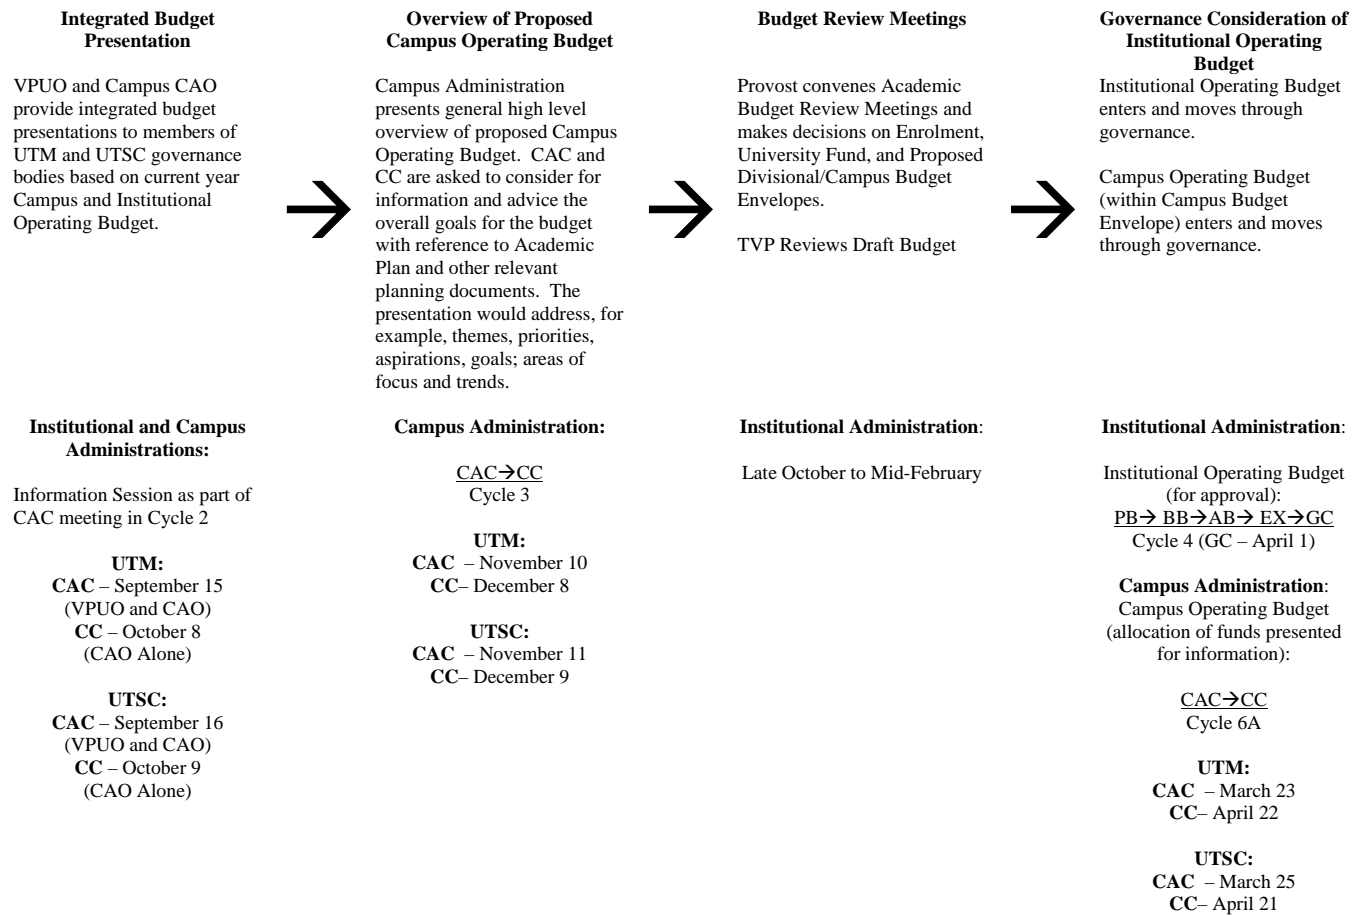 Integrated Budget
Presentation
VPUO and Campus CAO
provide integrated budget
presentations to members of
UTM and UTSC governance
bodies based on current year
Campus and Institutional
Operating Budget.
Overview of Proposed
Campus Operating Budget
Campus Administration
presents general high level
overview of proposed Campus
Operating Budget.  CAC and
CC are asked to consider for
information and advice the
overall goals for the budget
with reference to Academic
Plan and other relevant
planning documents.  The
presentation would address, for
example, themes, priorities,
aspirations, goals; areas of
focus and trends.
Budget Review Meetings
Provost convenes Academic
Budget Review Meetings and
makes decisions on Enrolment,
University Fund, and Proposed
Divisional/Campus Budget
Envelopes.
TVP Reviews Draft Budget
Governance Consideration of
Institutional Operating
Budget
Institutional Operating Budget
enters and moves through
governance.
Campus Operating Budget
(within Campus Budget
Envelope) enters and moves
through governance.
Institutional and Campus
Administrations:
Information Session as part of
CAC meeting in Cycle 2
UTM:
CAC – September 15
(VPUO and CAO)
CC – October 8
(CAO Alone)
UTSC:
CAC – September 16
(VPUO and CAO)
CC – October 9
(CAO Alone)
Campus Administration:
CAC→CC
Cycle 3
UTM:
CAC  – November 10
CC– December 8
UTSC:
CAC  – November 11
CC– December 9
Institutional Administration:
Late October to Mid-February
Institutional Administration:
Institutional Operating Budget
(for approval):
PB→ BB→AB→ EX→GC
Cycle 4 (GC – April 1)
Campus Administration:
Campus Operating Budget
(allocation of funds presented
for information):
CAC→CC
Cycle 6A
UTM:
CAC  – March 23
CC– April 22
UTSC:
CAC  – March 25
CC– April 21